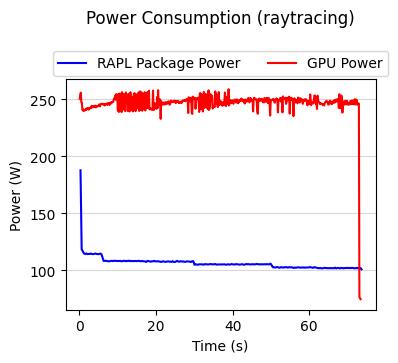 Power Consumption (raytracing)
RAPL Package Power
GPU Power
250
200
150
100
Power (W)
0
20
40
60
Time (s)